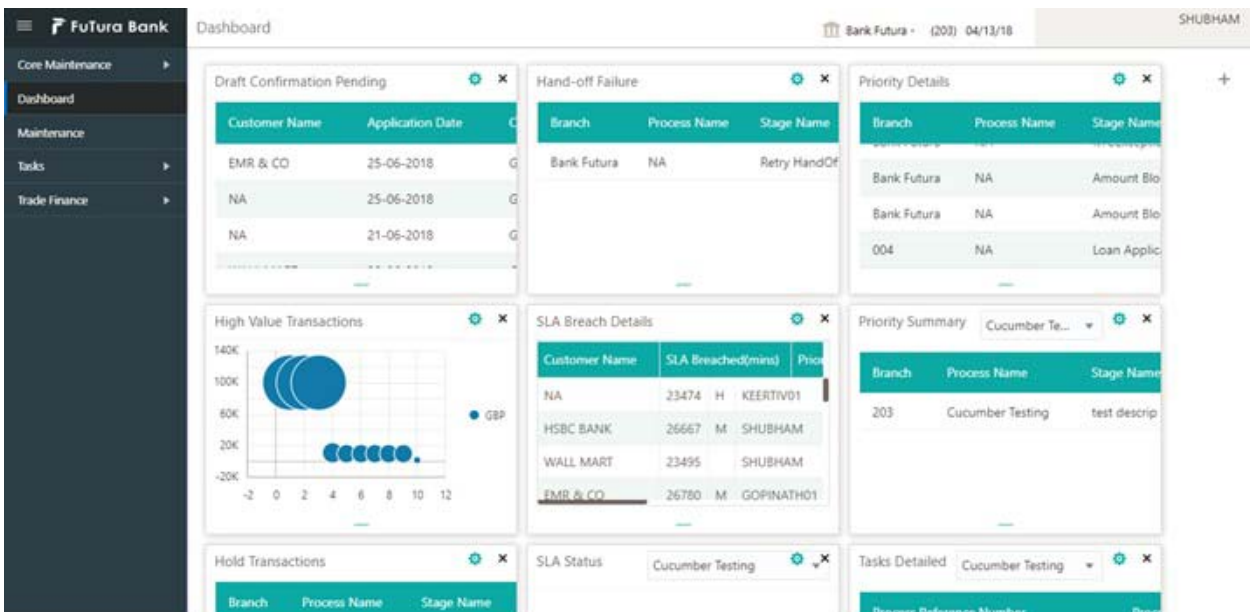 FuTura Bank
Dashboard
Bank Futura - (203) 04/13/18
SHUBHAM
Core Maintenance
Dashboard
Maintenance
Tasks
Trade Finance
Draft Confirmation Pending
Customer Name Application Date C
EMR & CO 25-06-2018 G
NA 25-06-2018 G
NA 21-06-2018 G
Hand-off Failure
Branch Process Name Stage Name
Bank Futura NA Retry HandOf
Priority Details
Branch Process Name Stage Name
Bank Futura NA Amount Blo
Bank Futura NA Amount Blo
004 NA Loan Applic
High Value Transactions
140K
100K
60K
20K
-20K
-2 0 2 4 6 8 10 12
GBP
SLA Breach Details
Customer Name SLA Breached(mins) Prior
NA 23474 H KEERTIV01
HSBC BANK 26667 M SHUBHAM
WALL MART 23495 SHUBHAM
EMR & CO 26780 M GOPINATH01
Priority Summary Cucumber Te...
Branch Process Name Stage Name
203 Cucumber Testing test descrip
Hold Transactions
Branch Process Name Stage Name
SLA Status Cucumber Testing
Tasks Detailed Cucumber Testing
Process Reference Number